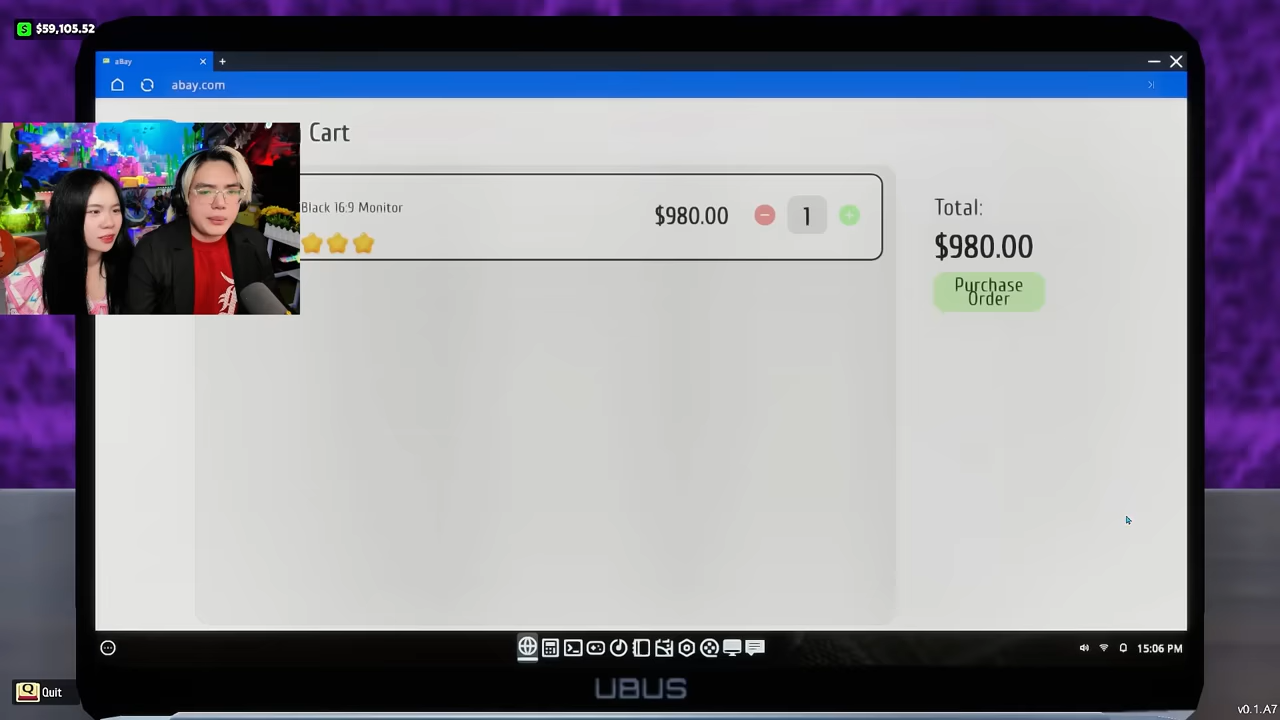 $59,105.52
aBay
abay.com
Cart
Black 16:9 Monitor
$980.00
1
Total:
$980.00
Purchase
Order
15:06 PM
UBUS
Q Quit
v0.1.A7